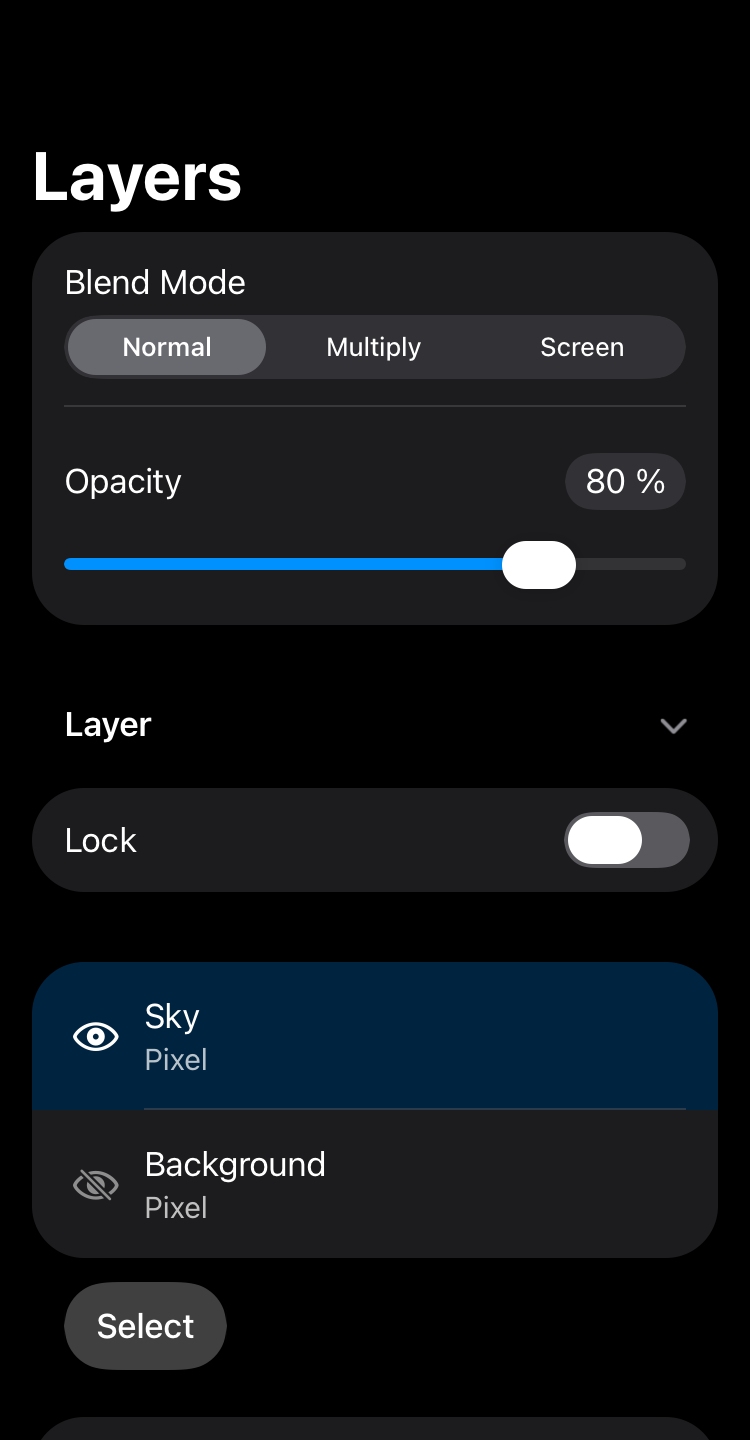 Layers
Blend Mode
Normal Multiply Screen
Opacity 80 %
Layer
Lock
Sky
Pixel
Background
Pixel
Select